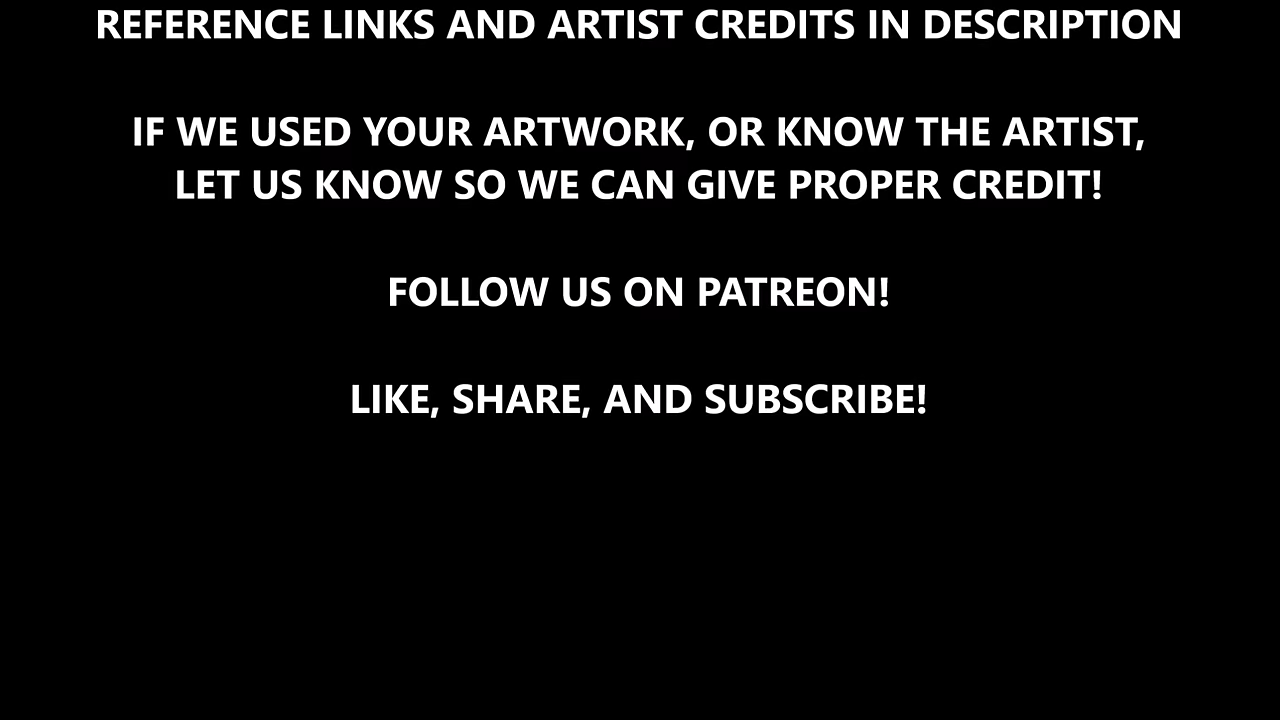 REFERENCE LINKS AND ARTIST CREDITS IN DESCRIPTION
IF WE USED YOUR ARTWORK, OR KNOW THE ARTIST,
LET US KNOW SO WE CAN GIVE PROPER CREDIT!
FOLLOW US ON PATREON!
LIKE, SHARE, AND SUBSCRIBE!